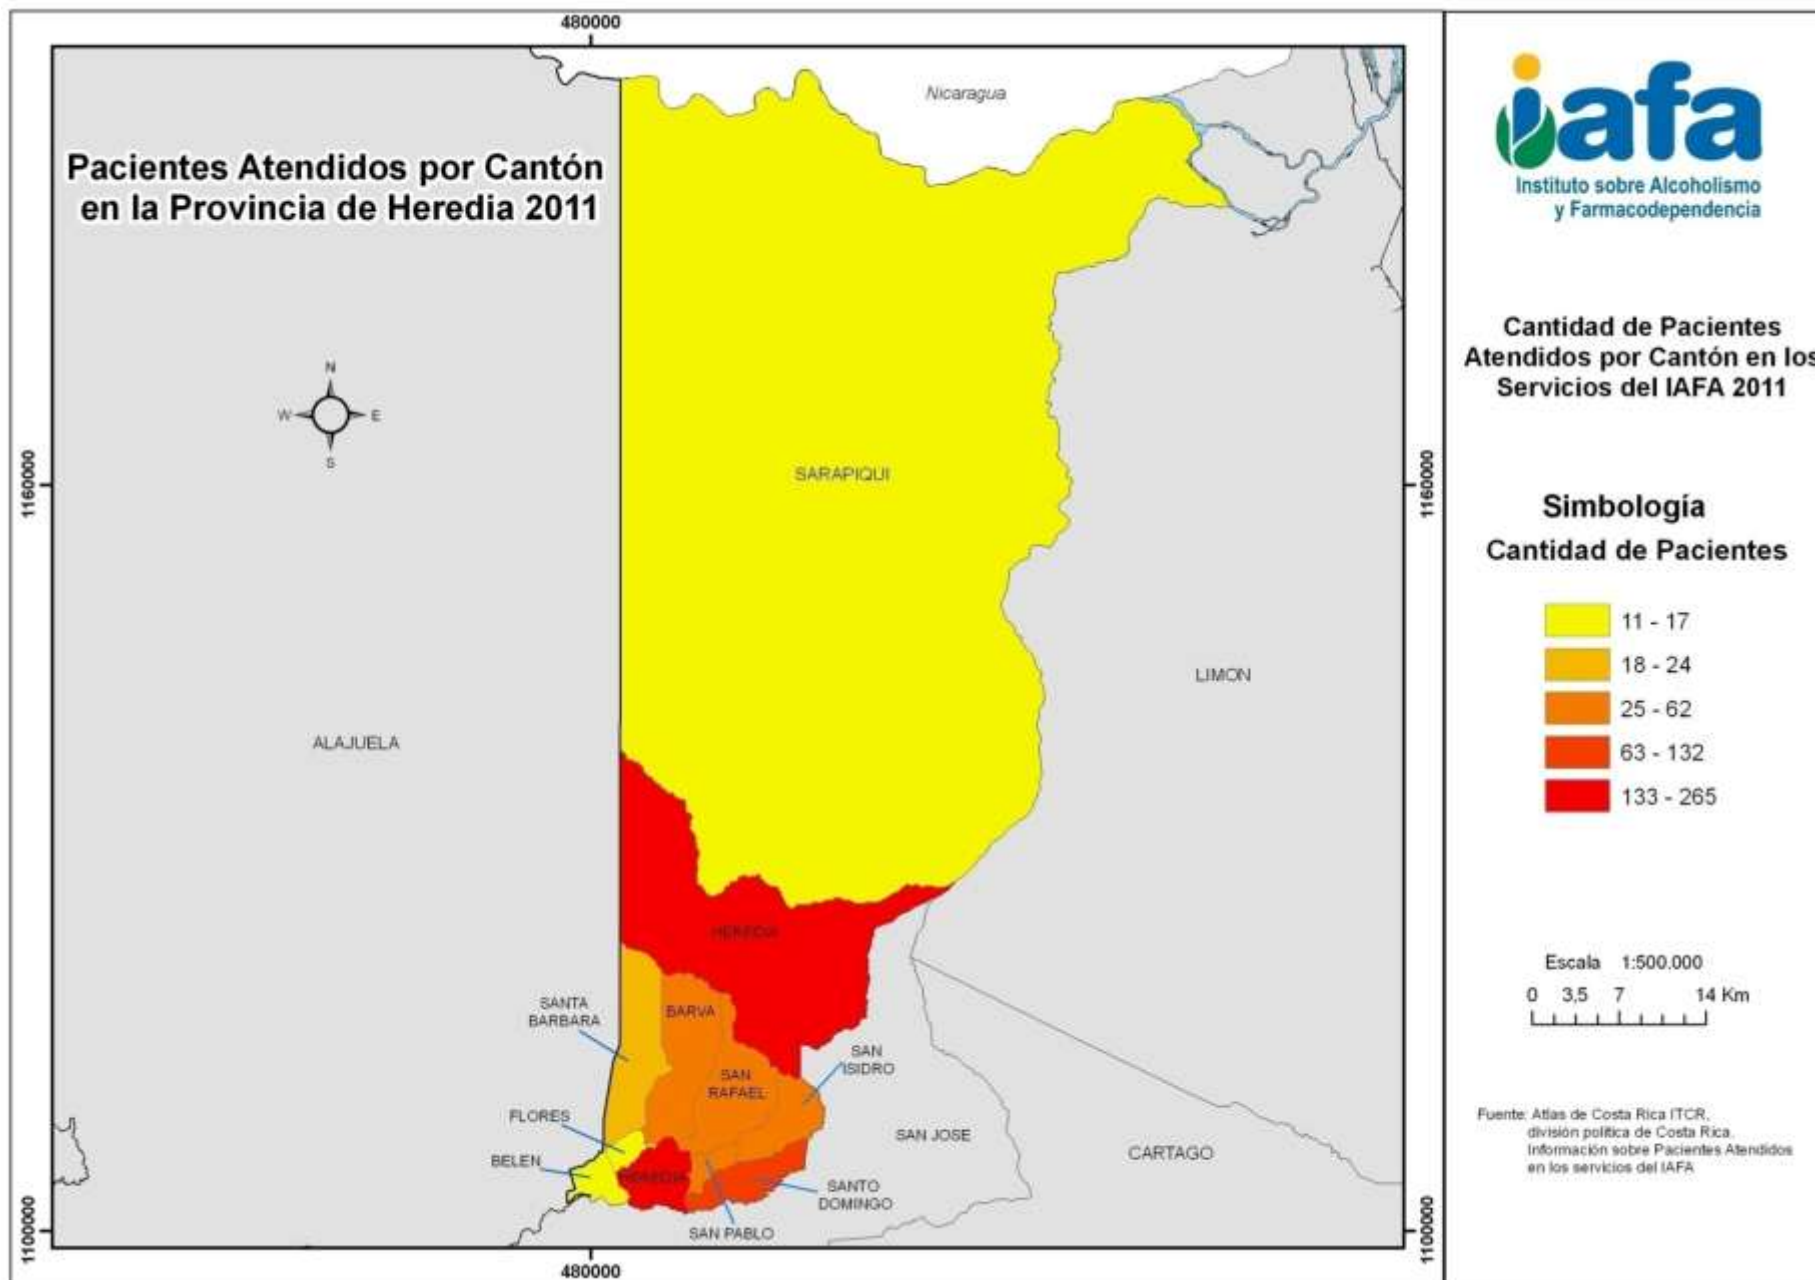 480000
Nicaragua
Pacientes Atendidos por Cantón
en la Provincia de Heredia 2011
N
W
E
S
1160000
1160000
SARAPIQUI
LIMON
ALAJUELA
HEREDIA
SANTA
BARBARA
BARVA
SAN
ISIDRO
SAN
RAFAEL
FLORES
SAN JOSE
CARTAGO
BELEN
HEREDIA
SANTO
DOMINGO
SAN PABLO
1100000
1100000
480000
iafa
Instituto sobre Alcoholismo
y Farmacodependencia
Cantidad de Pacientes
Atendidos por Cantón en los
Servicios del IAFA 2011
Simbología
Cantidad de Pacientes
11 - 17
18 - 24
25 - 62
63 - 132
133 - 265
Escala 1:500.000
0 3,5 7 14 Km
Fuente: Atlas de Costa Rica ITCR,
división política de Costa Rica.
Información sobre Pacientes Atendidos
en los servicios del IAFA